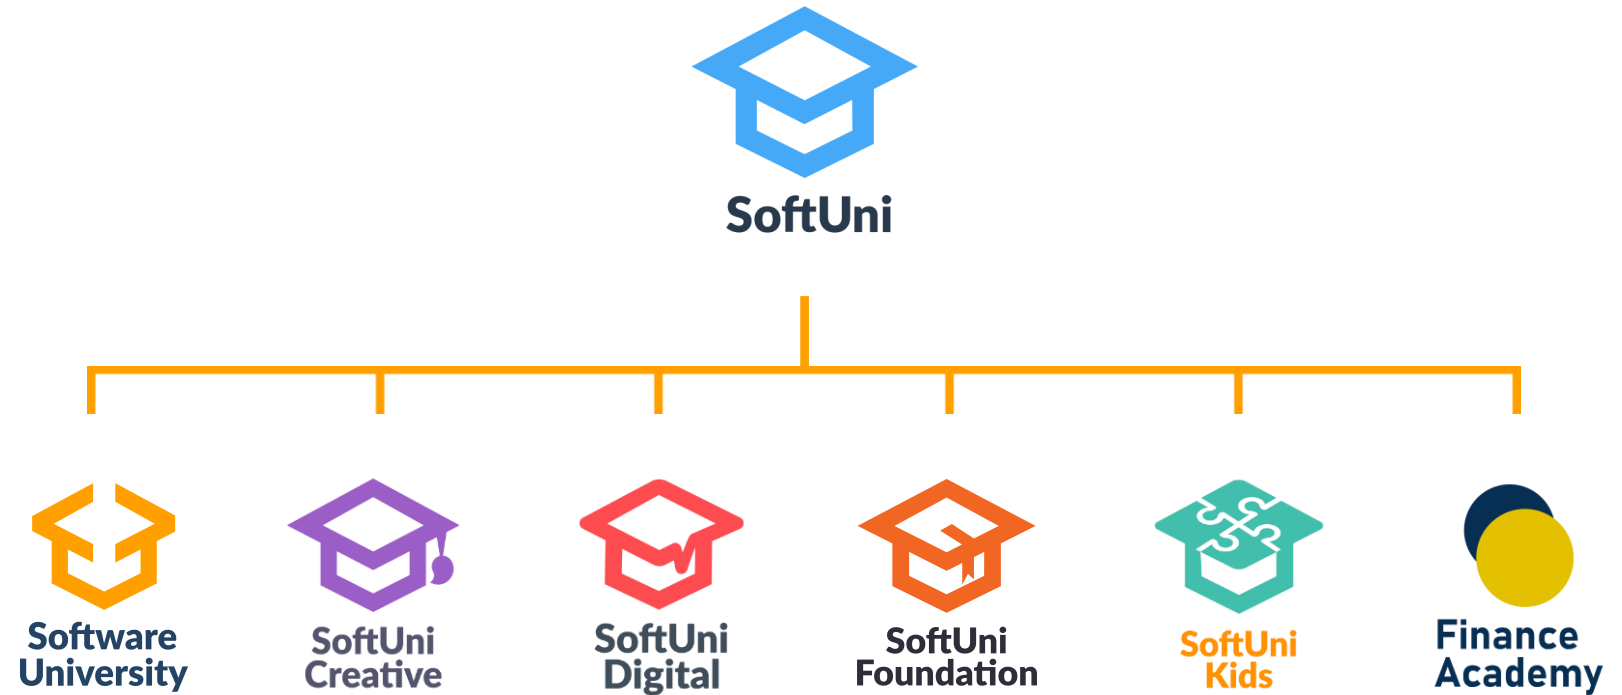 SoftUni
Software
University
SoftUni
Creative
SoftUni
Digital
SoftUni
Foundation
SoftUni
Kids
Finance
Academy